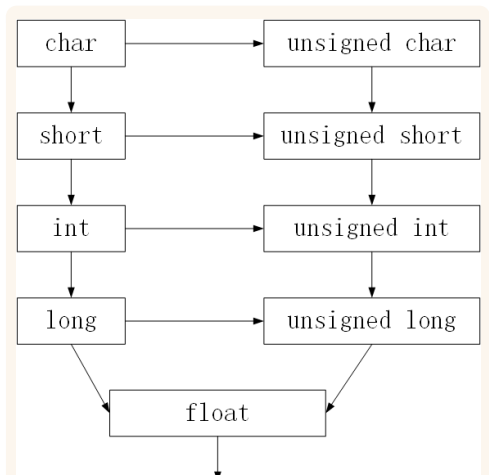 char
unsigned char
short
unsigned short
int
unsigned int
long
unsigned long
float